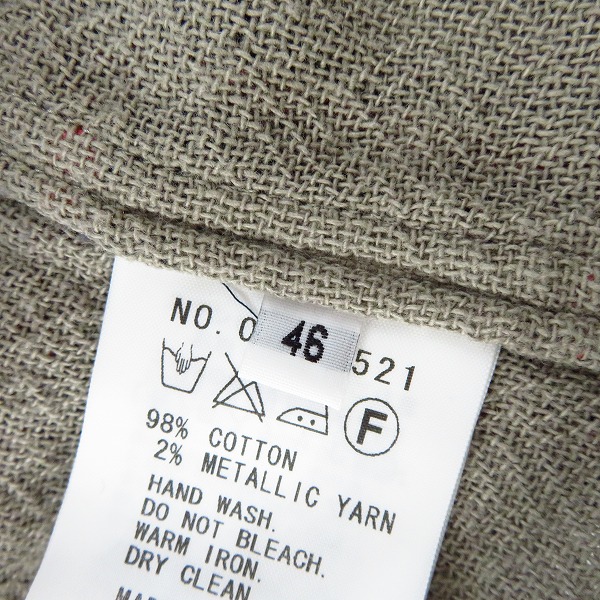 NO. 0 521
46
F
98% COTTON
2% METALLIC YARN
HAND WASH.
DO NOT BLEACH.
WARM IRON.
DRY CLEAN